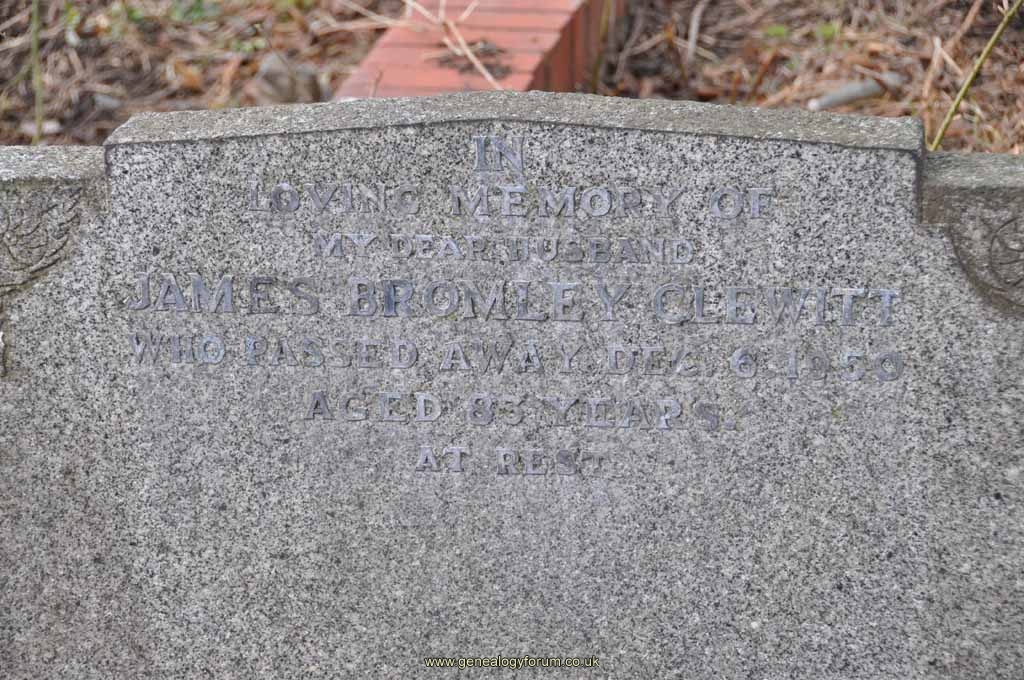 IN
LOVING MEMORY OF
MY DEAR HUSBAND
JAMES BROMLEY CLEWITT
WHO PASSED AWAY DEC. 6. 1950
AGED 83 YEARS.
AT REST
www.genealogyforum.co.uk